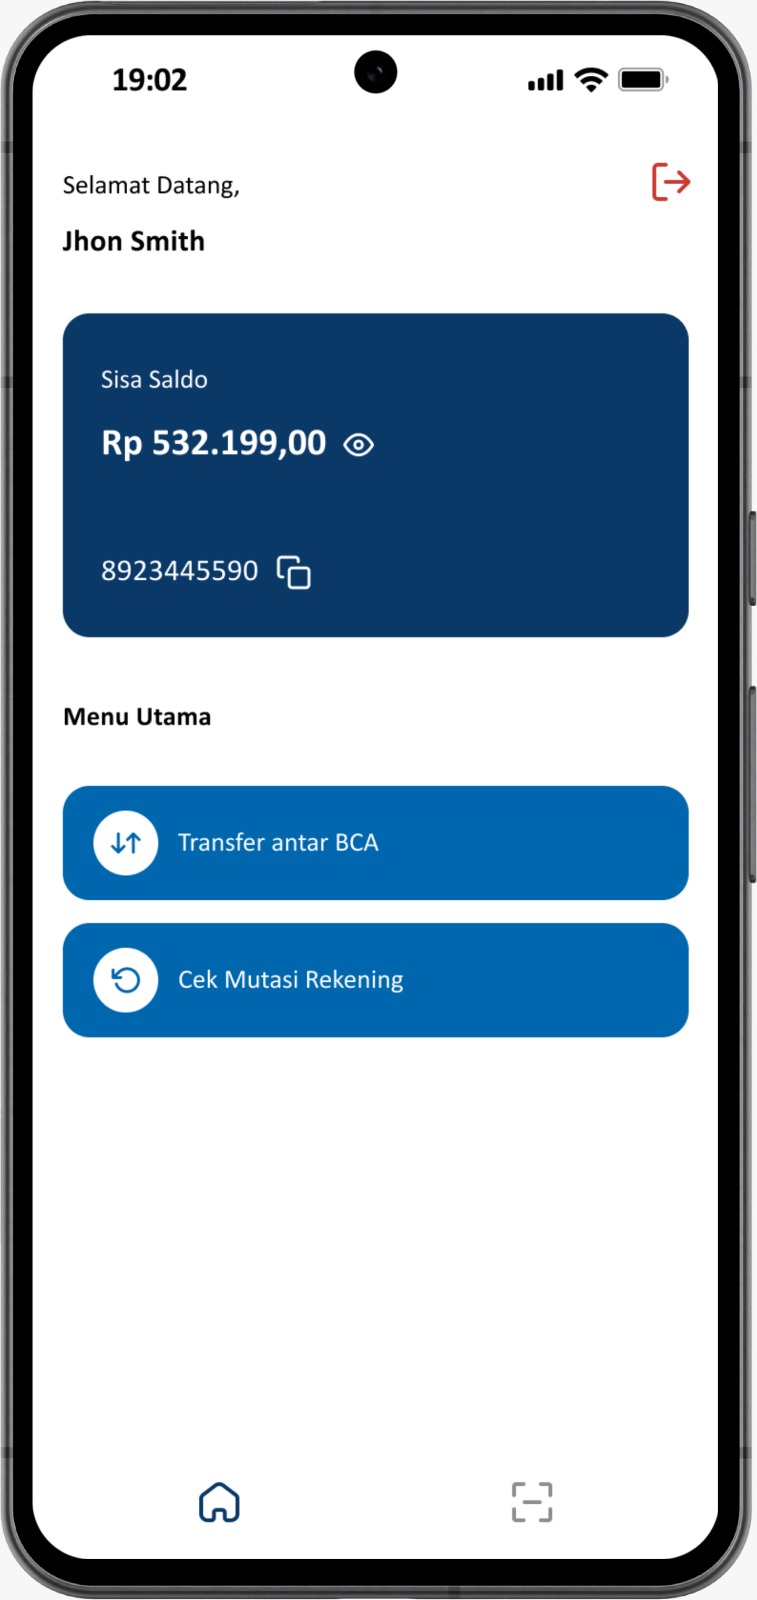 19:02
Selamat Datang,
Jhon Smith
Sisa Saldo
Rp 532.199,00
8923445590
Menu Utama
Transfer antar BCA
Cek Mutasi Rekening